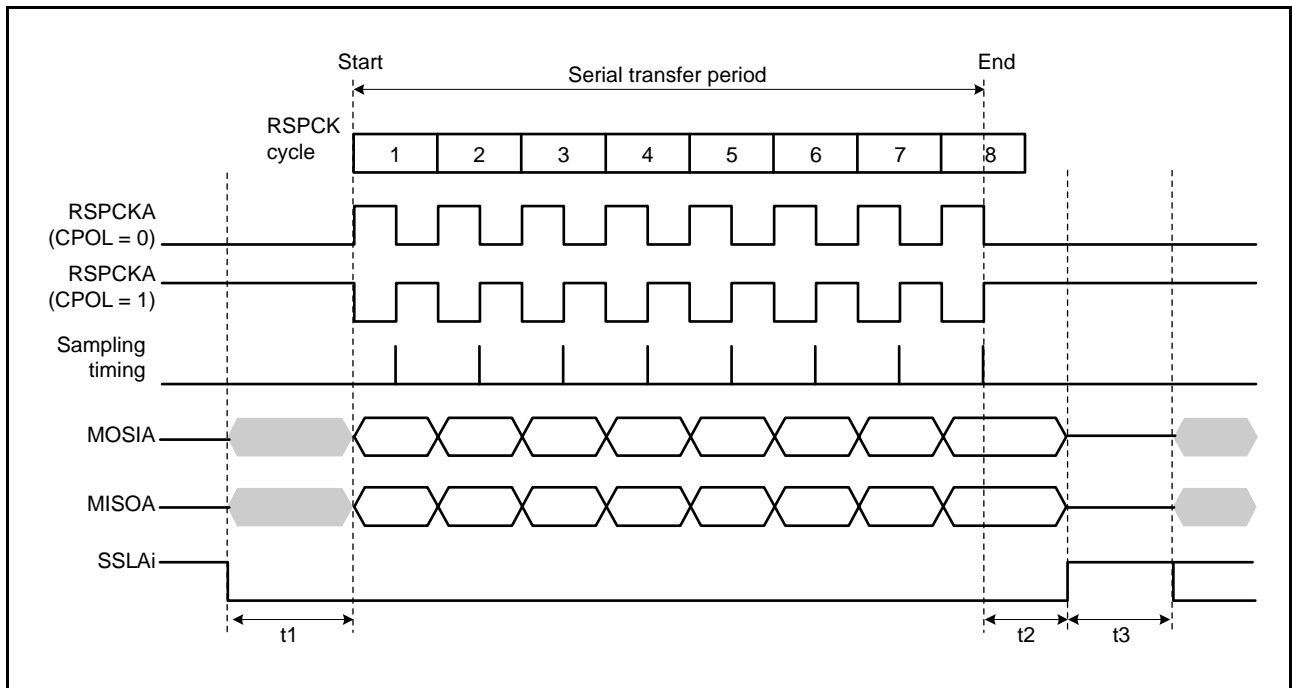 Start
End
Serial transfer period
RSPCK
cycle
1 2 3 4 5 6 7 8
RSPCKA
(CPOL = 0)
RSPCKA
(CPOL = 1)
Sampling
timing
MOSIA
MISOA
SSLAi
t1
t2
t3